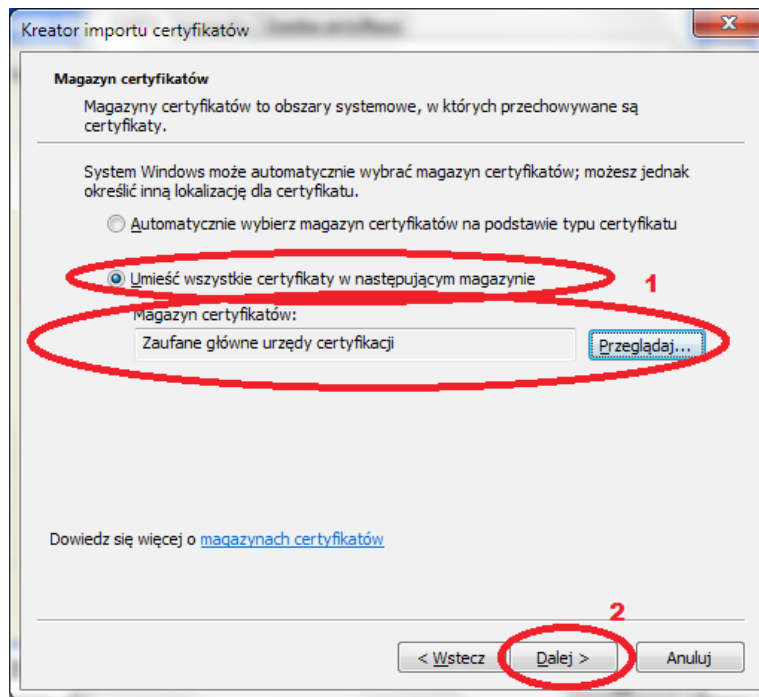 Kreator importu certyfikatów
Magazyn certyfikatów
Magazyny certyfikatów to obszary systemowe, w których przechowywane są
certyfikaty.
System Windows może automatycznie wybrać magazyn certyfikatów; możesz jednak
określić inną lokalizację dla certyfikatu.
Automatycznie wybierz magazyn certyfikatów na podstawie typu certyfikatu
Umieść wszystkie certyfikaty w następującym magazynie
1
Magazyn certyfikatów:
Zaufane główne urzędy certyfikacji
Przeglądaj...
Dowiedz się więcej o magazynach certyfikatów
2
< Wstecz
Dalej >
Anuluj